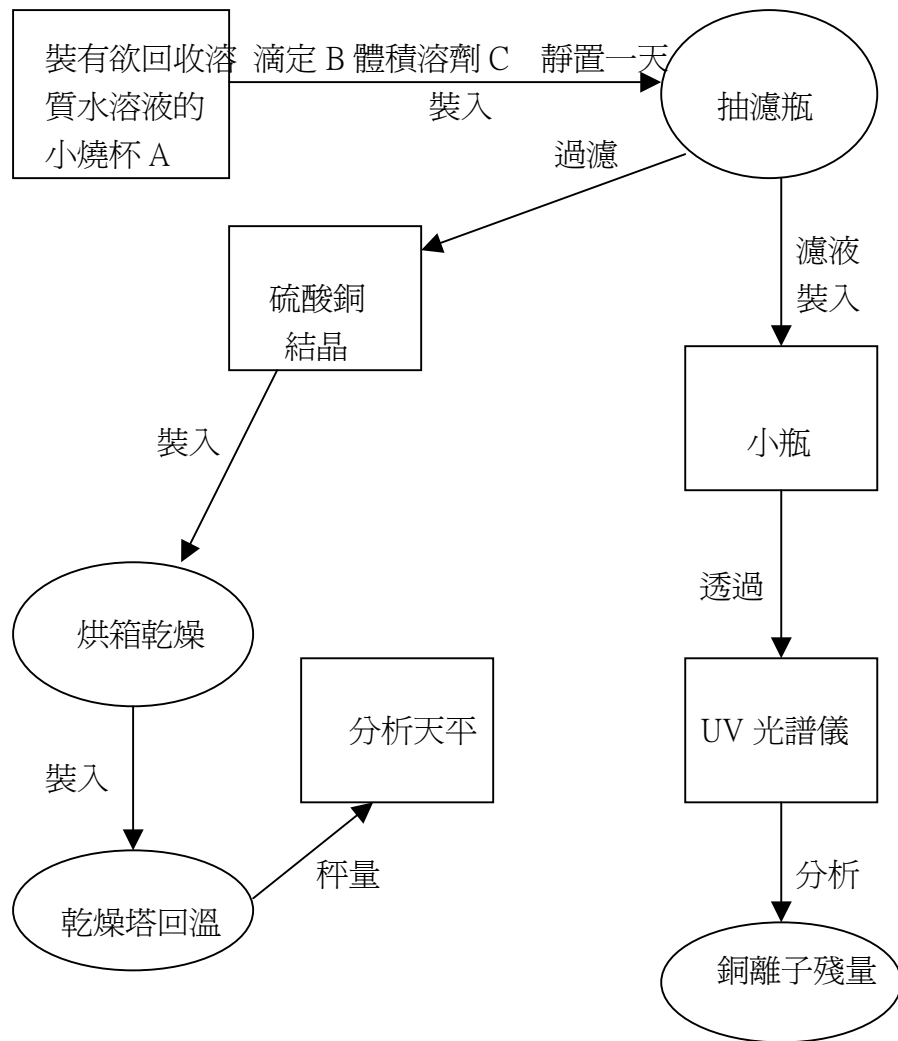 裝有欲回收溶
質水溶液的
小燒杯 A
滴定 B 體積溶劑 C 靜置一天
裝入
抽濾瓶
過濾
濾液
裝入
硫酸銅
結晶
裝入
小瓶
透過
烘箱乾燥
裝入
分析天平
UV 光譜儀
秤量
分析
乾燥塔回溫
銅離子殘量